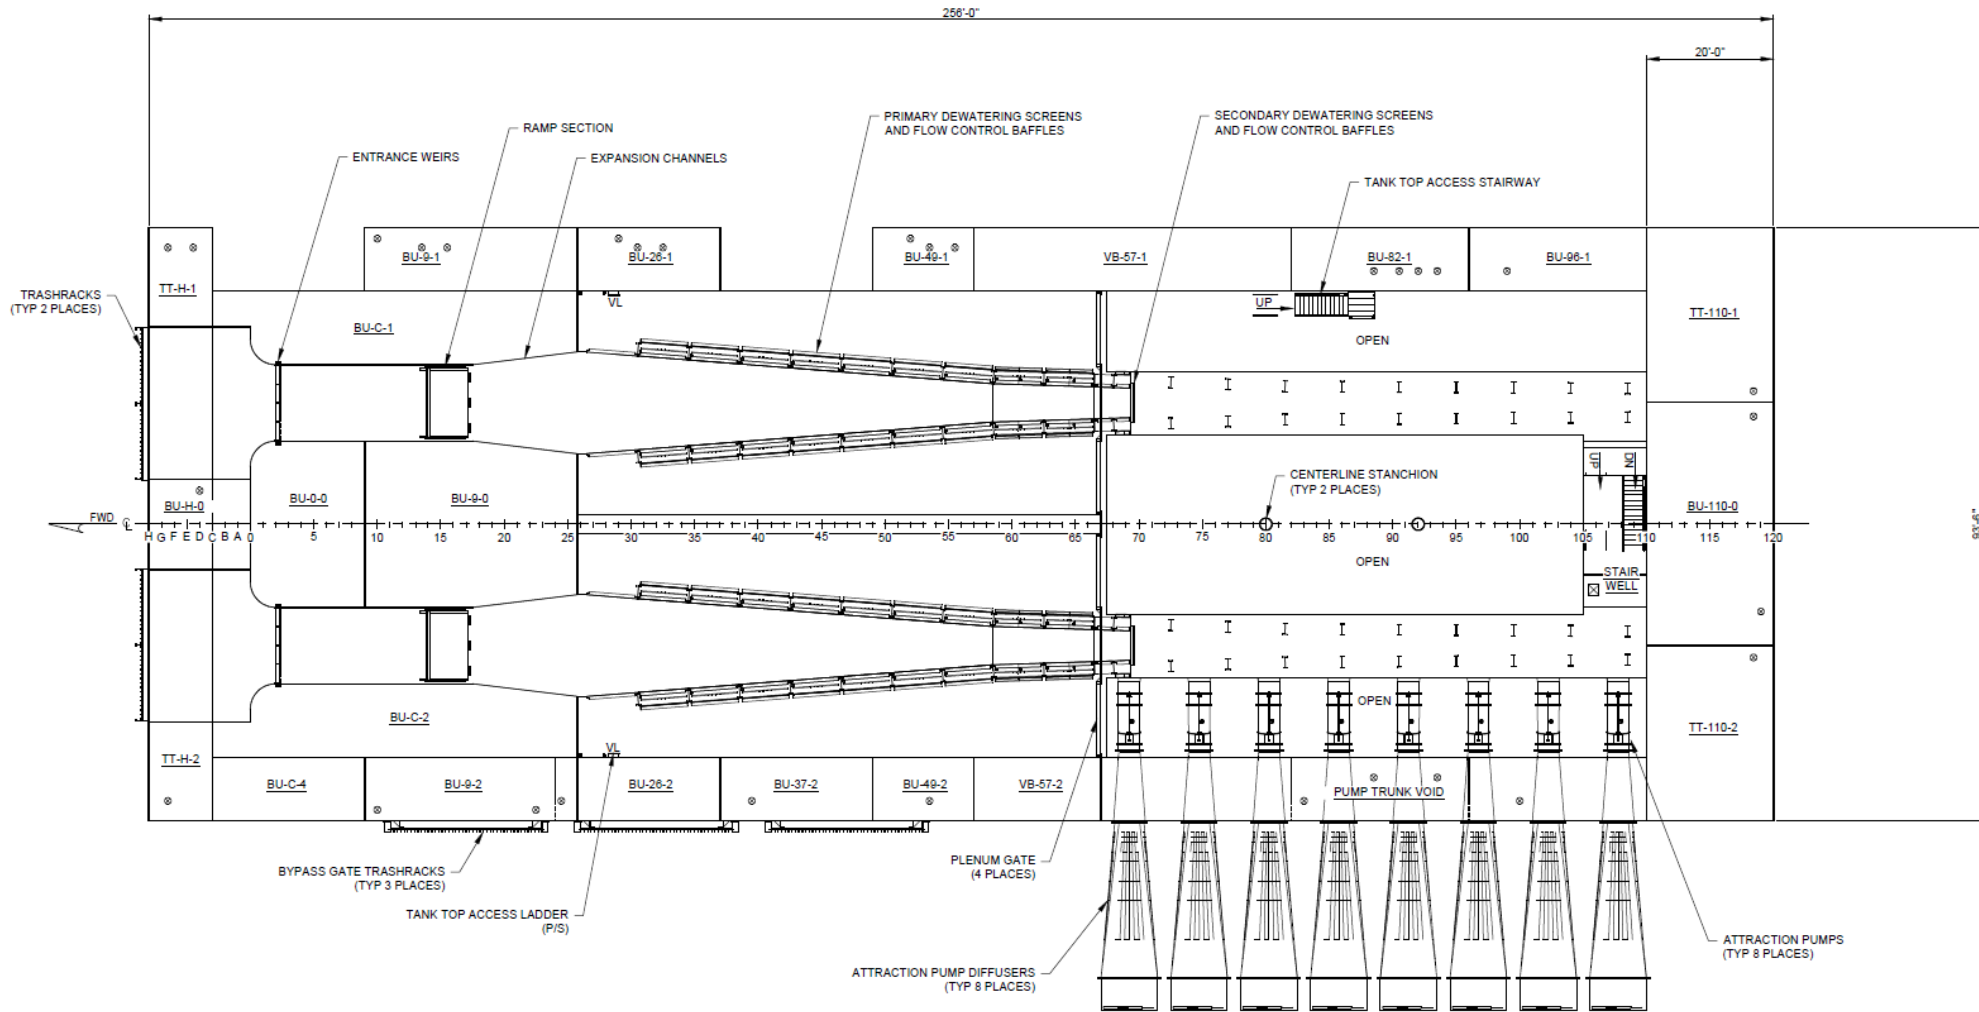 256'-0"
20'-0"
PRIMARY DEWATERING SCREENS
AND FLOW CONTROL BAFFLES
SECONDARY DEWATERING SCREENS
AND FLOW CONTROL BAFFLES
RAMP SECTION
ENTRANCE WEIRS
EXPANSION CHANNELS
TANK TOP ACCESS STAIRWAY
BU-9-1
BU-26-1
BU-49-1
VB-57-1
BU-82-1
BU-96-1
TT-H-1
TRASHRACKS
(TYP 2 PLACES)
VL
UP
TT-110-1
BU-C-1
OPEN
CENTERLINE STANCHION
(TYP 2 PLACES)
UP
DN
BU-H-0
BU-0-0
BU-9-0
BU-110-0
FWD
CL
93'-9"
H G F E D C B A 0 5 10 15 20 25 30 35 40 45 50 55 60 65 70 75 80 85 90 95 100 105 110 115 120
OPEN
STAIR
WELL
OPEN
BU-C-2
TT-110-2
VL
TT-H-2
BU-C-4
BU-9-2
BU-26-2
BU-37-2
BU-49-2
VB-57-2
PUMP TRUNK VOID
BYPASS GATE TRASHRACKS
(TYP 3 PLACES)
PLENUM GATE
(4 PLACES)
TANK TOP ACCESS LADDER
(P/S)
ATTRACTION PUMPS
(TYP 8 PLACES)
ATTRACTION PUMP DIFFUSERS
(TYP 8 PLACES)